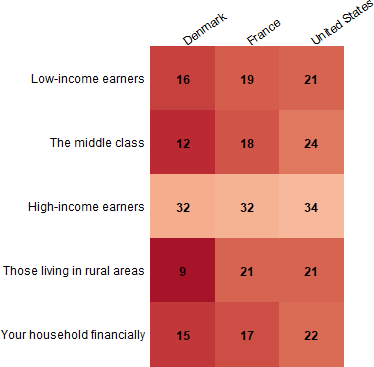 Denmark France United States
Low-income earners 16 19 21
The middle class 12 18 24
High-income earners 32 32 34
Those living in rural areas 9 21 21
Your household financially 15 17 22